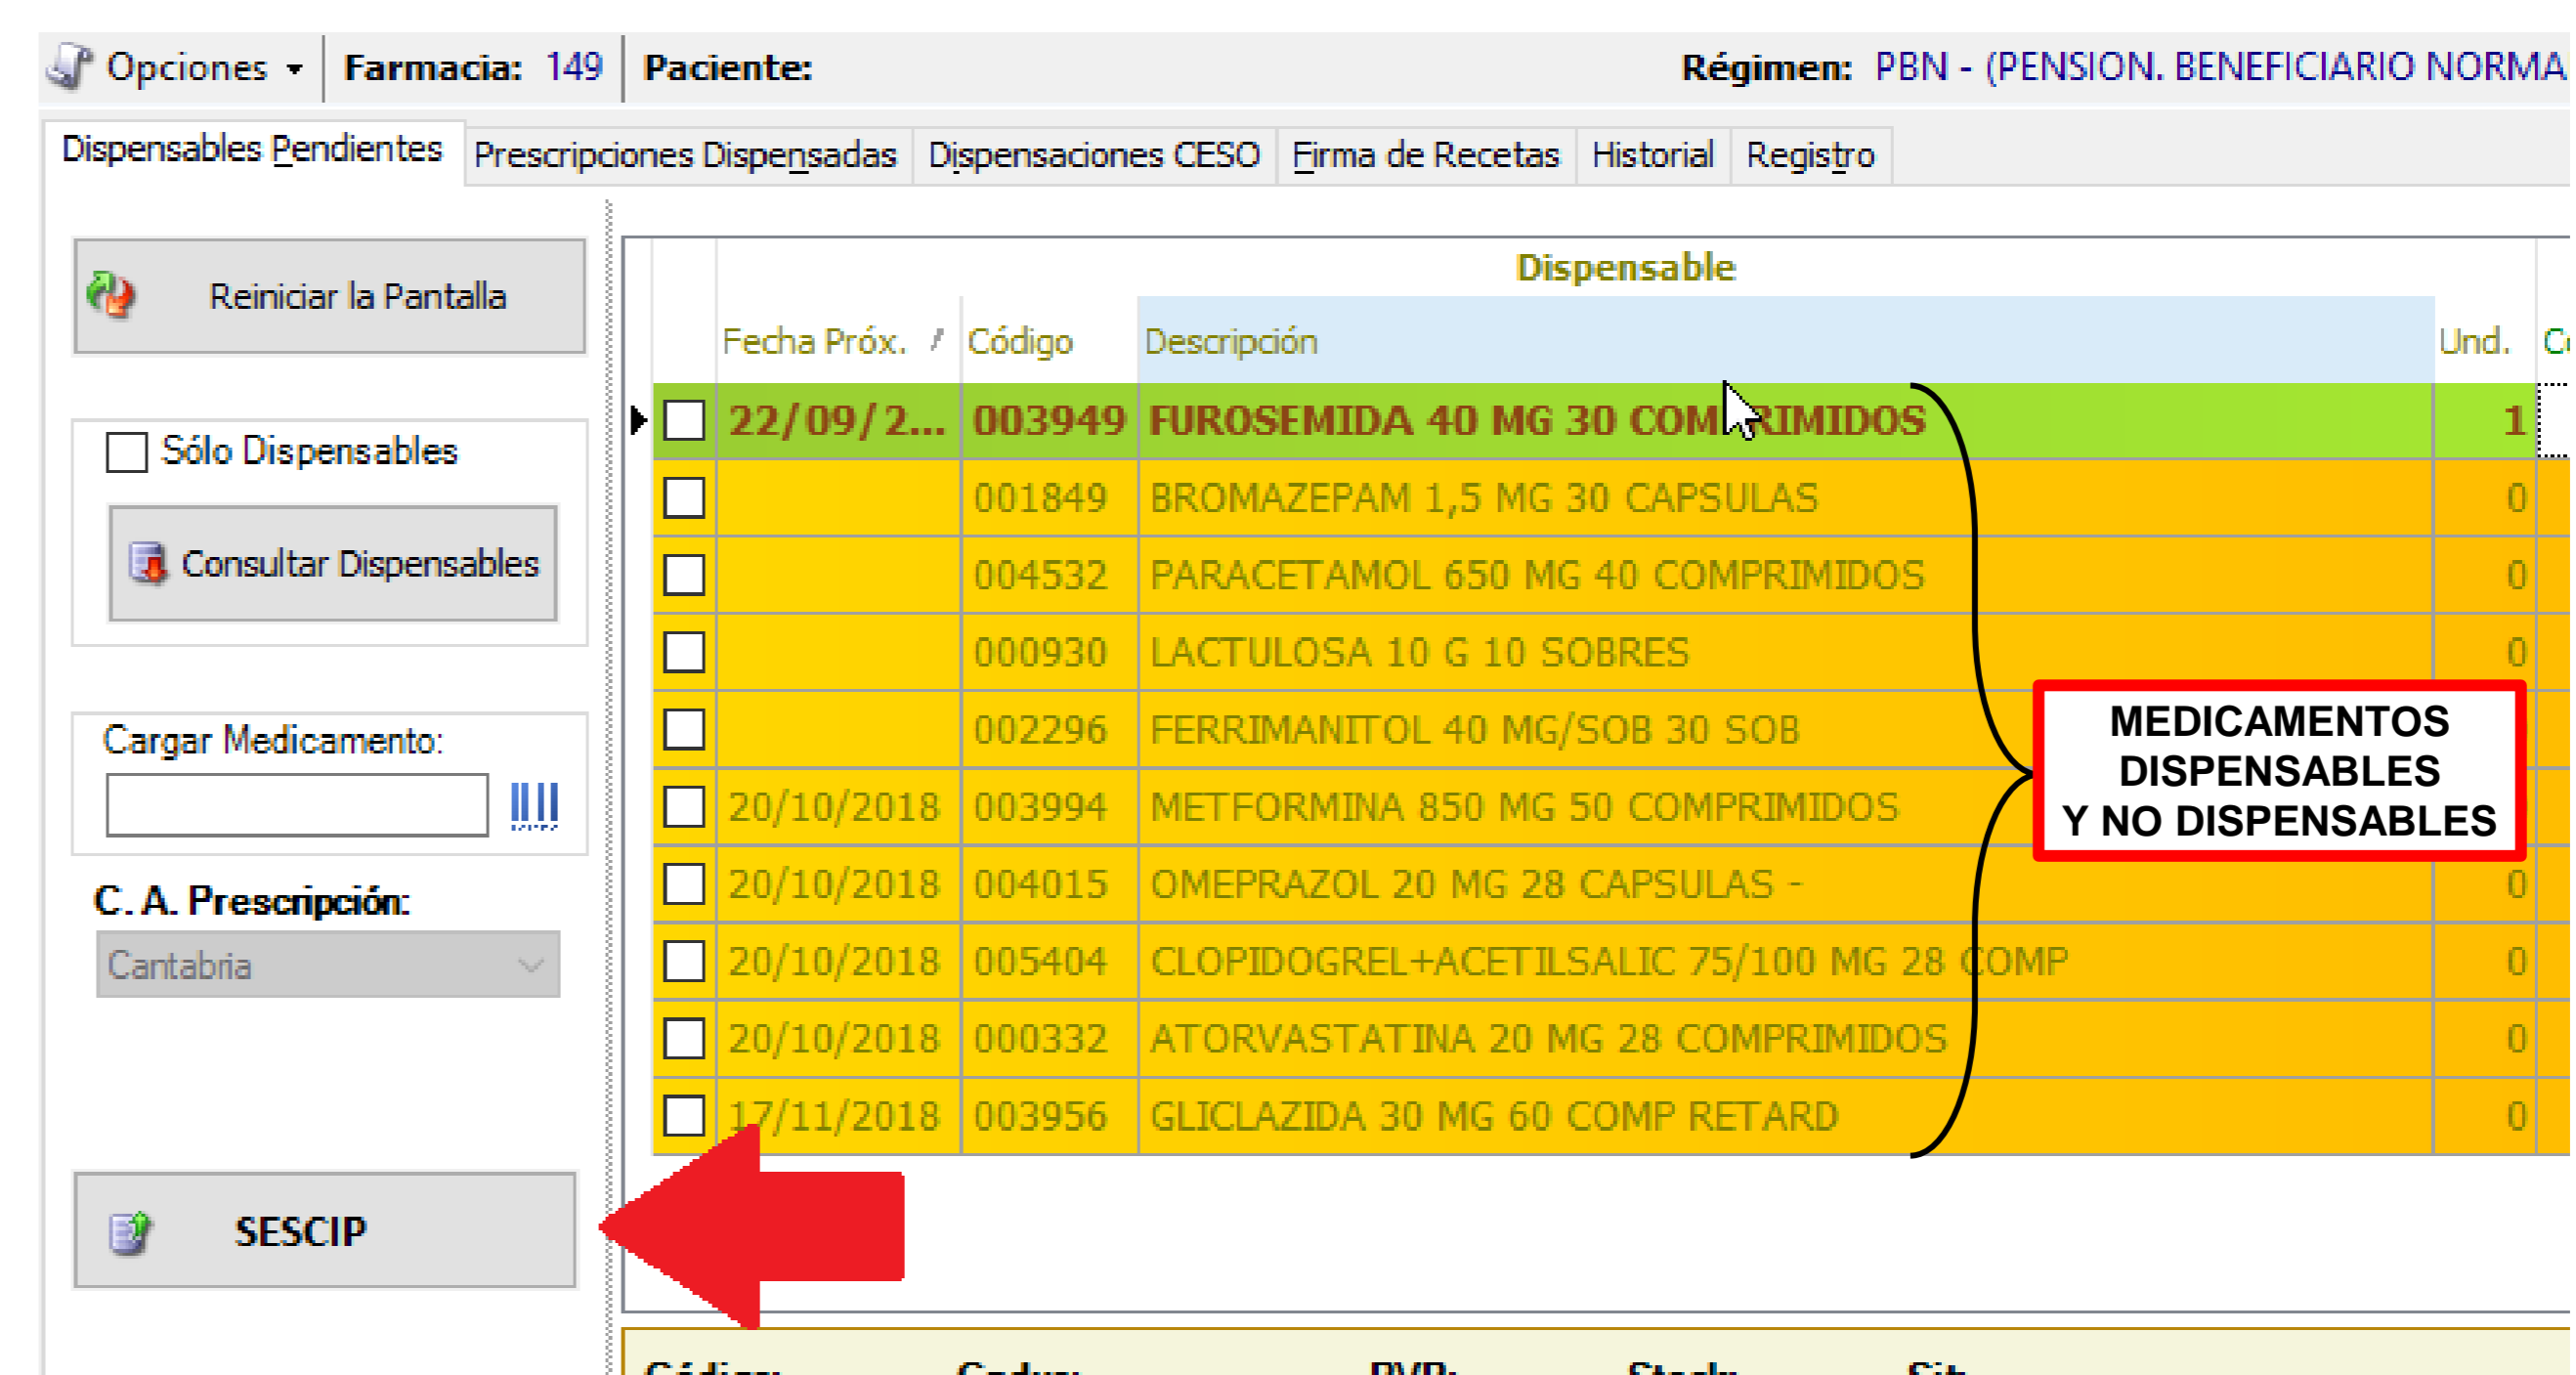 Opciones Farmacia: 149 Paciente: Régimen: PBN - (PENSION. BENEFICIARIO NORMA
Dispensables Pendientes Prescripciones Dispensadas Dispensaciones CESO Firma de Recetas Historial Registro
Reiniciar la Pantalla
Sólo Dispensables
Consultar Dispensables
Cargar Medicamento:
C. A. Prescripción:
Cantabria
SESCIP
Dispensable
Fecha Próx. Código Descripción Und.
22/09/2... 003949 FUROSEMIDA 40 MG 30 COMPRIMIDOS 1
001849 BROMAZEPAM 1,5 MG 30 CAPSULAS 0
004532 PARACETAMOL 650 MG 40 COMPRIMIDOS 0
000930 LACTULOSA 10 G 10 SOBRES 0
002296 FERRIMANITOL 40 MG/SOB 30 SOB
20/10/2018 003994 METFORMINA 850 MG 50 COMPRIMIDOS
20/10/2018 004015 OMEPRAZOL 20 MG 28 CAPSULAS - 0
20/10/2018 005404 CLOPIDOGREL+ACETILSALIC 75/100 MG 28 COMP 0
20/10/2018 000332 ATORVASTATINA 20 MG 28 COMPRIMIDOS 0
17/11/2018 003956 GLICLAZIDA 30 MG 60 COMP RETARD 0
MEDICAMENTOS
DISPENSABLES
Y NO DISPENSABLES